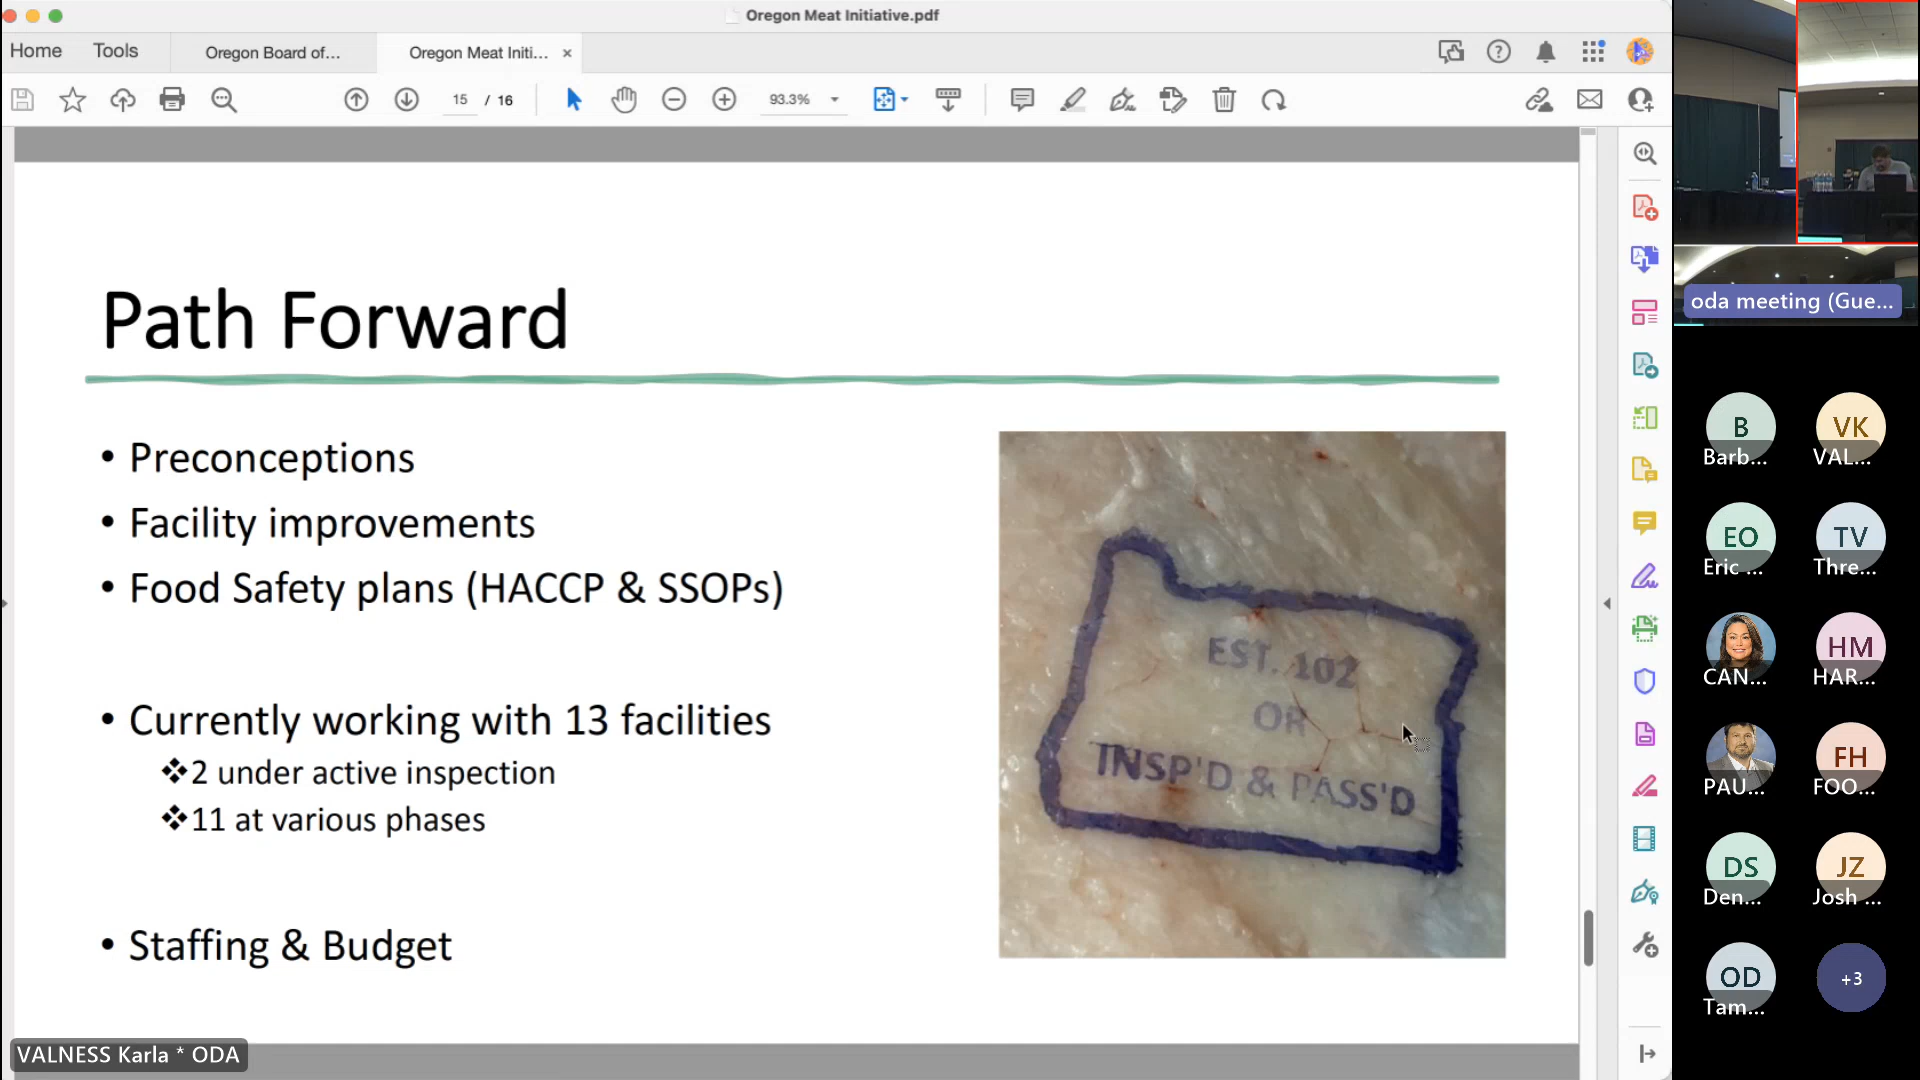 Oregon Meat Initiative.pdf
Home
Tools
Oregon Board of...
Oregon Meat Initi...
15 / 16
93.3%
Path Forward
• Preconceptions
• Facility improvements
• Food Safety plans (HACCP & SSOPs)
• Currently working with 13 facilities
❖2 under active inspection
❖11 at various phases
• Staffing & Budget
EST. 102
OR
INSP'D & PASS'D
VALNESS Karla * ODA
oda meeting (Gue...
B
Barb...
VK
VAL...
EO
Eric ...
TV
Thre...
CAN...
HM
HAR...
PAU...
FH
FOO...
DS
Den...
JZ
Josh ...
OD
Tam...
+3